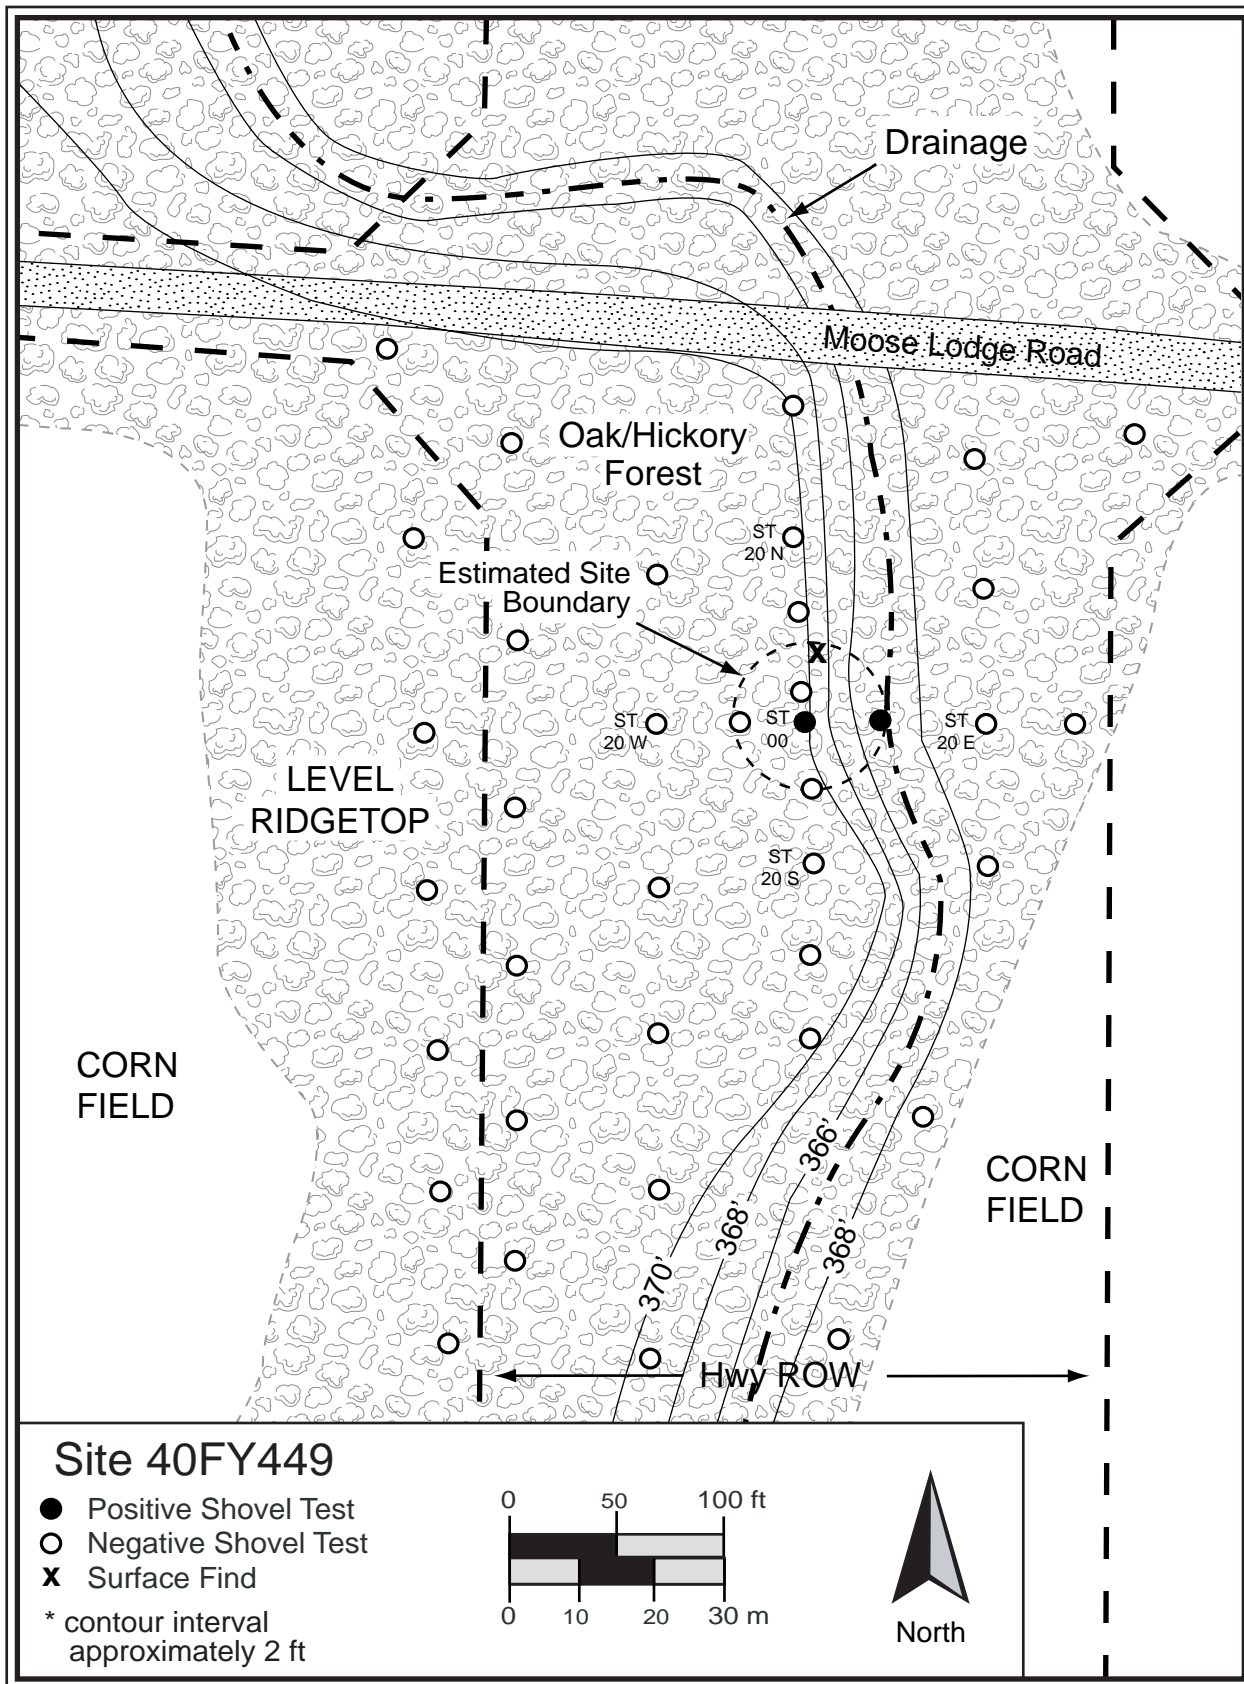 Drainage
Moose Lodge Road
Oak/Hickory
Forest
ST
20 N
Estimated Site
Boundary
ST
20 W
ST
00
ST
20 E
LEVEL
RIDGETOP
ST
20 S
CORN
FIELD
366'
CORN
FIELD
368'
368'
370'
Hwy ROW
Site 40FY449
Positive Shovel Test
Negative Shovel Test
X Surface Find
* contour interval
approximately 2 ft
0 50 100 ft
0 10 20 30 m
North